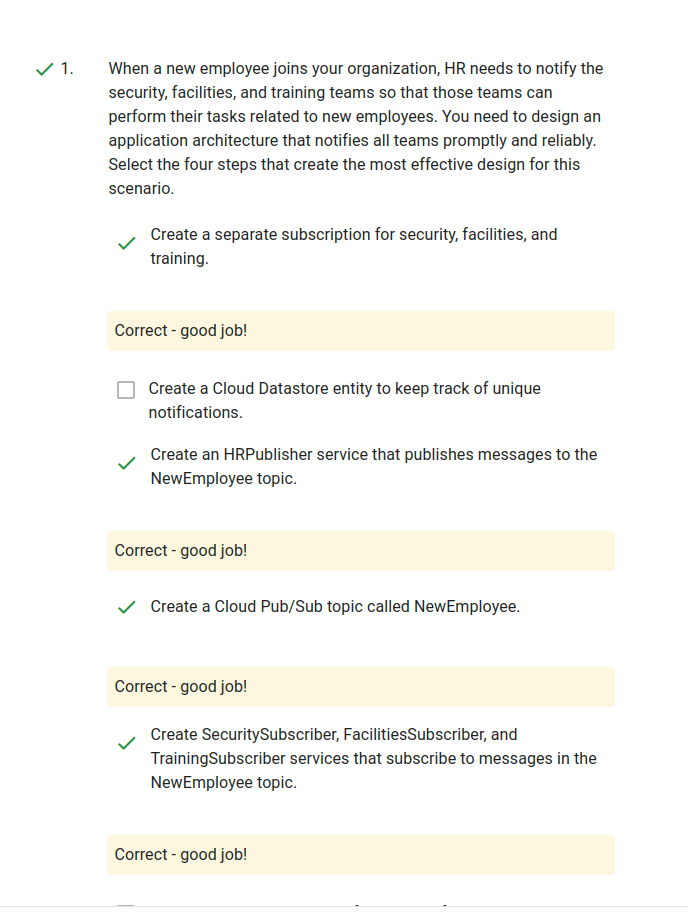 1.
When a new employee joins your organization, HR needs to notify the
security, facilities, and training teams so that those teams can
perform their tasks related to new employees. You need to design an
application architecture that notifies all teams promptly and reliably.
Select the four steps that create the most effective design for this
scenario.
Create a separate subscription for security, facilities, and
training.
Correct - good job!
Create a Cloud Datastore entity to keep track of unique
notifications.
Create an HRPublisher service that publishes messages to the
NewEmployee topic.
Correct - good job!
Create a Cloud Pub/Sub topic called NewEmployee.
Correct - good job!
Create SecuritySubscriber, FacilitiesSubscriber, and
TrainingSubscriber services that subscribe to messages in the
NewEmployee topic.
Correct - good job!